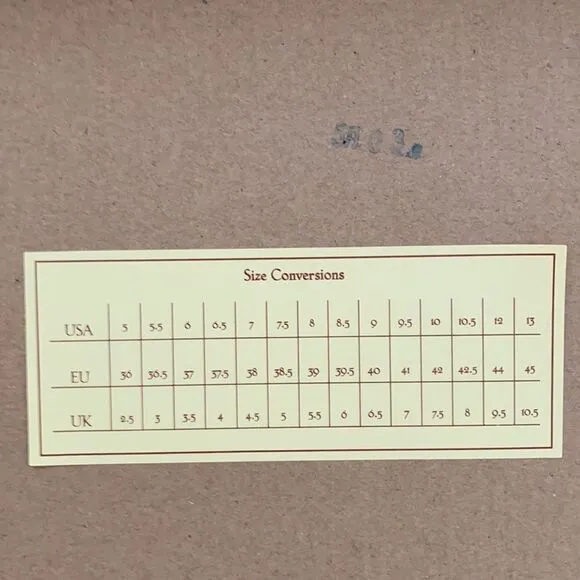 Size Conversions
USA 5 5.5 6 6.5 7 7.5 8 8.5 9 9.5 10 10.5 12 13
EU 36 36.5 37 37.5 38 38.5 39 39.5 40 41 42 42.5 44 45
UK 2.5 3 3.5 4 4.5 5 5.5 6 6.5 7 7.5 8 9.5 10.5